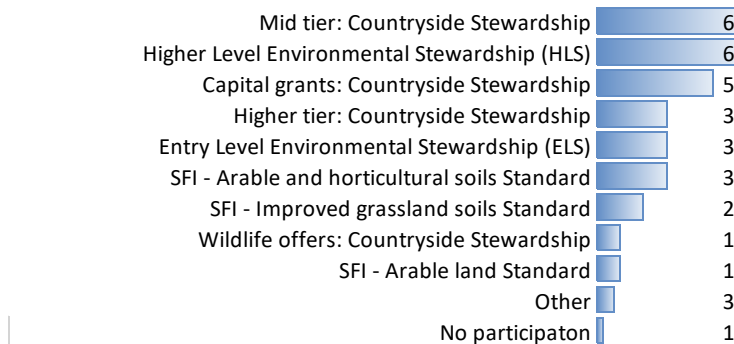 Mid tier: Countryside Stewardship 6
Higher Level Environmental Stewardship (HLS) 6
Capital grants: Countryside Stewardship 5
Higher tier: Countryside Stewardship 3
Entry Level Environmental Stewardship (ELS) 3
SFI - Arable and horticultural soils Standard 3
SFI - Improved grassland soils Standard 2
Wildlife offers: Countryside Stewardship 1
SFI - Arable land Standard 1
Other 3
No participaton 1